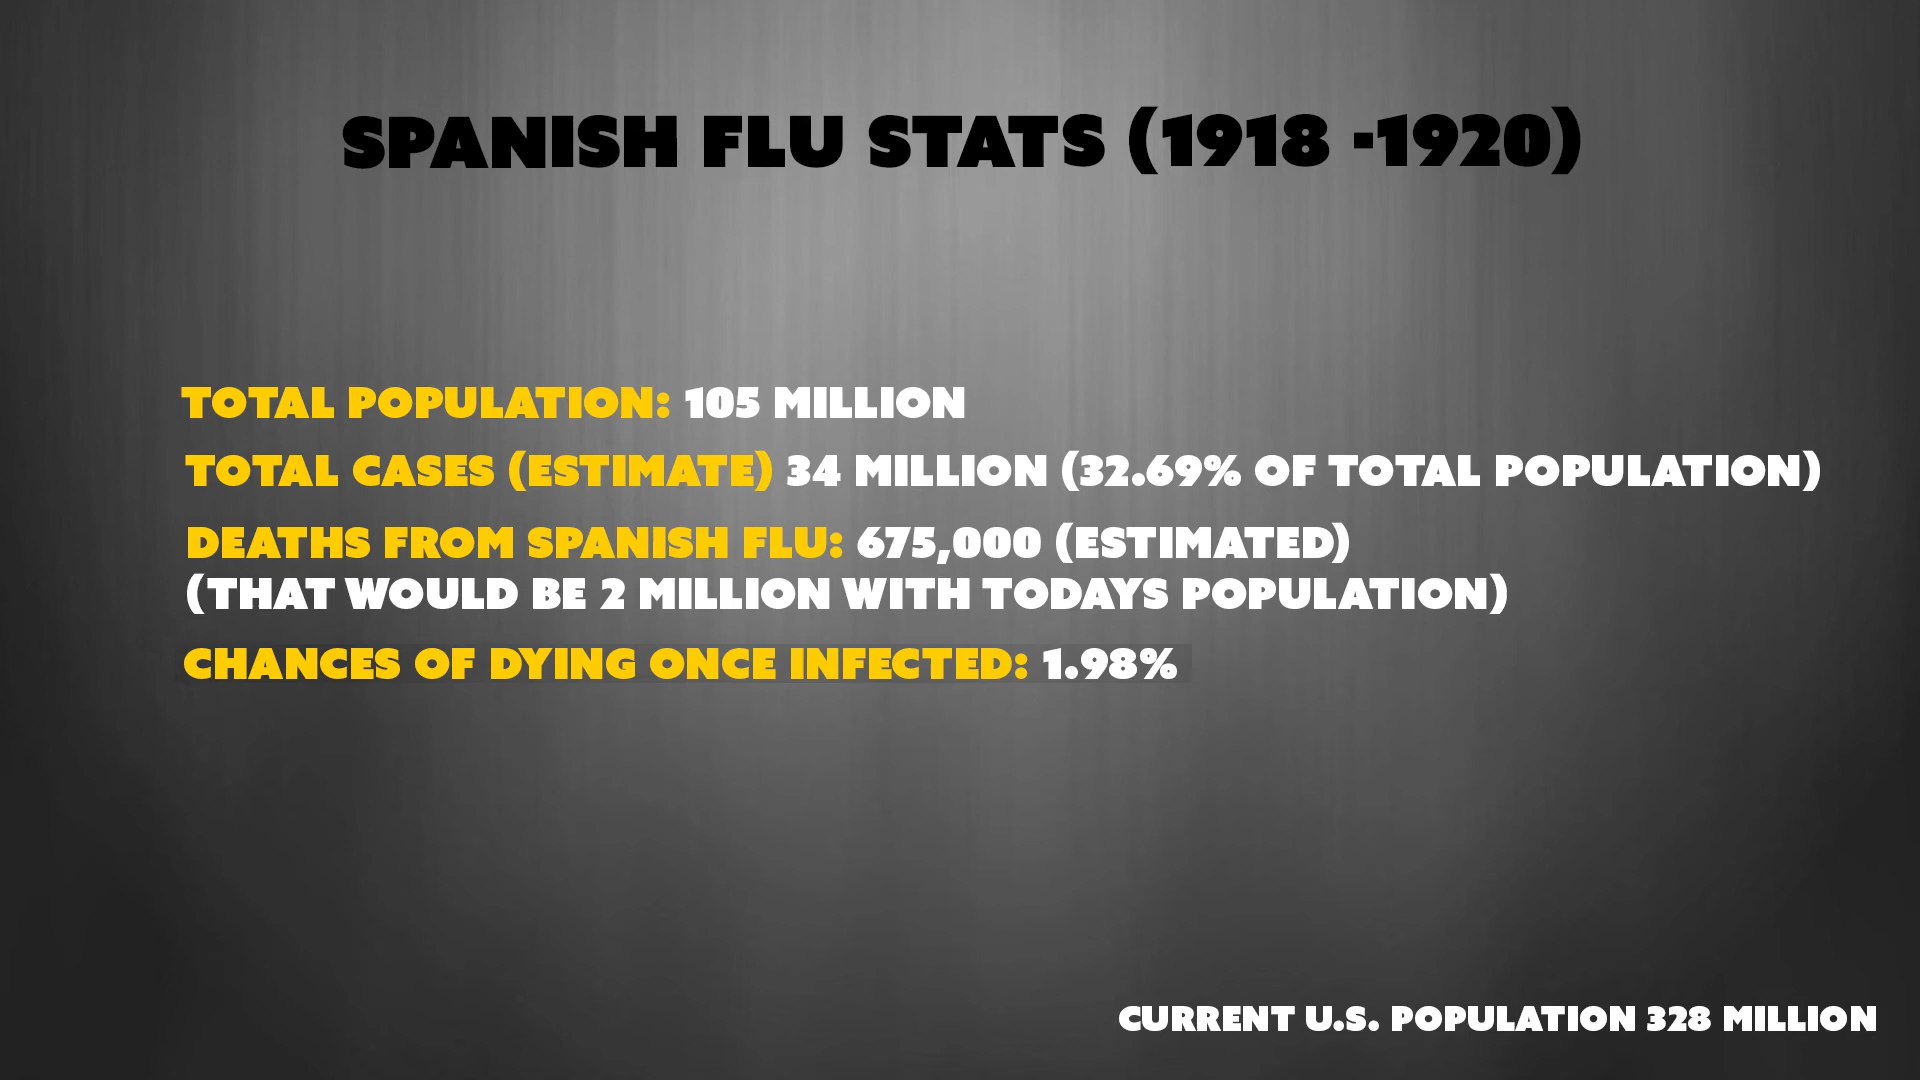 SPANISH FLU STATS (1918 -1920)
TOTAL POPULATION: 105 MILLION
TOTAL CASES (ESTIMATE) 34 MILLION (32.69% OF TOTAL POPULATION)
DEATHS FROM SPANISH FLU: 675,000 (ESTIMATED)
(THAT WOULD BE 2 MILLION WITH TODAYS POPULATION)
CHANCES OF DYING ONCE INFECTED: 1.98%
CURRENT U.S. POPULATION 328 MILLION